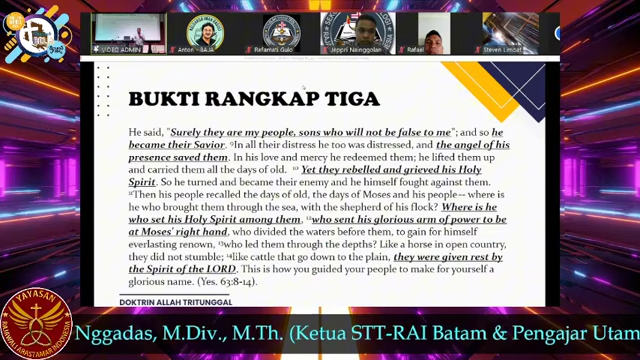 VIDEO ADMIN
Anton - BAJA
Refamati Gulo
Jeppri Nainggolan
Rafael
Steven Limbat
BUKTI RANGKAP TIGA
He said, "Surely they are my people, sons who will not be false to me"; and so he
became their Savior. 9In all their distress he too was distressed, and the angel of his
presence saved them. In his love and mercy he redeemed them; he lifted them up
and carried them all the days of old. 10 Yet they rebelled and grieved his Holy
Spirit. So he turned and became their enemy and he himself fought against them.
11Then his people recalled the days of old, the days of Moses and his people-- where is
he who brought them through the sea, with the shepherd of his flock? Where is he
who set his Holy Spirit among them, 12who sent his glorious arm of power to be
at Moses' right hand, who divided the waters before them, to gain for himself
everlasting renown, 13who led them through the depths? Like a horse in open country,
they did not stumble; 14like cattle that go down to the plain, they were given rest by
the Spirit of the LORD. This is how you guided your people to make for yourself a
glorious name. (Yes. 63:8-14).
DOKTRIN ALLAH TRITUNGGAL
YAYASAN
RAJAWALI ARASTAMAR INDONESIA
Nggadas, M.Div., M.Th. (Ketua STT-RAI Batam & Pengajar Utam